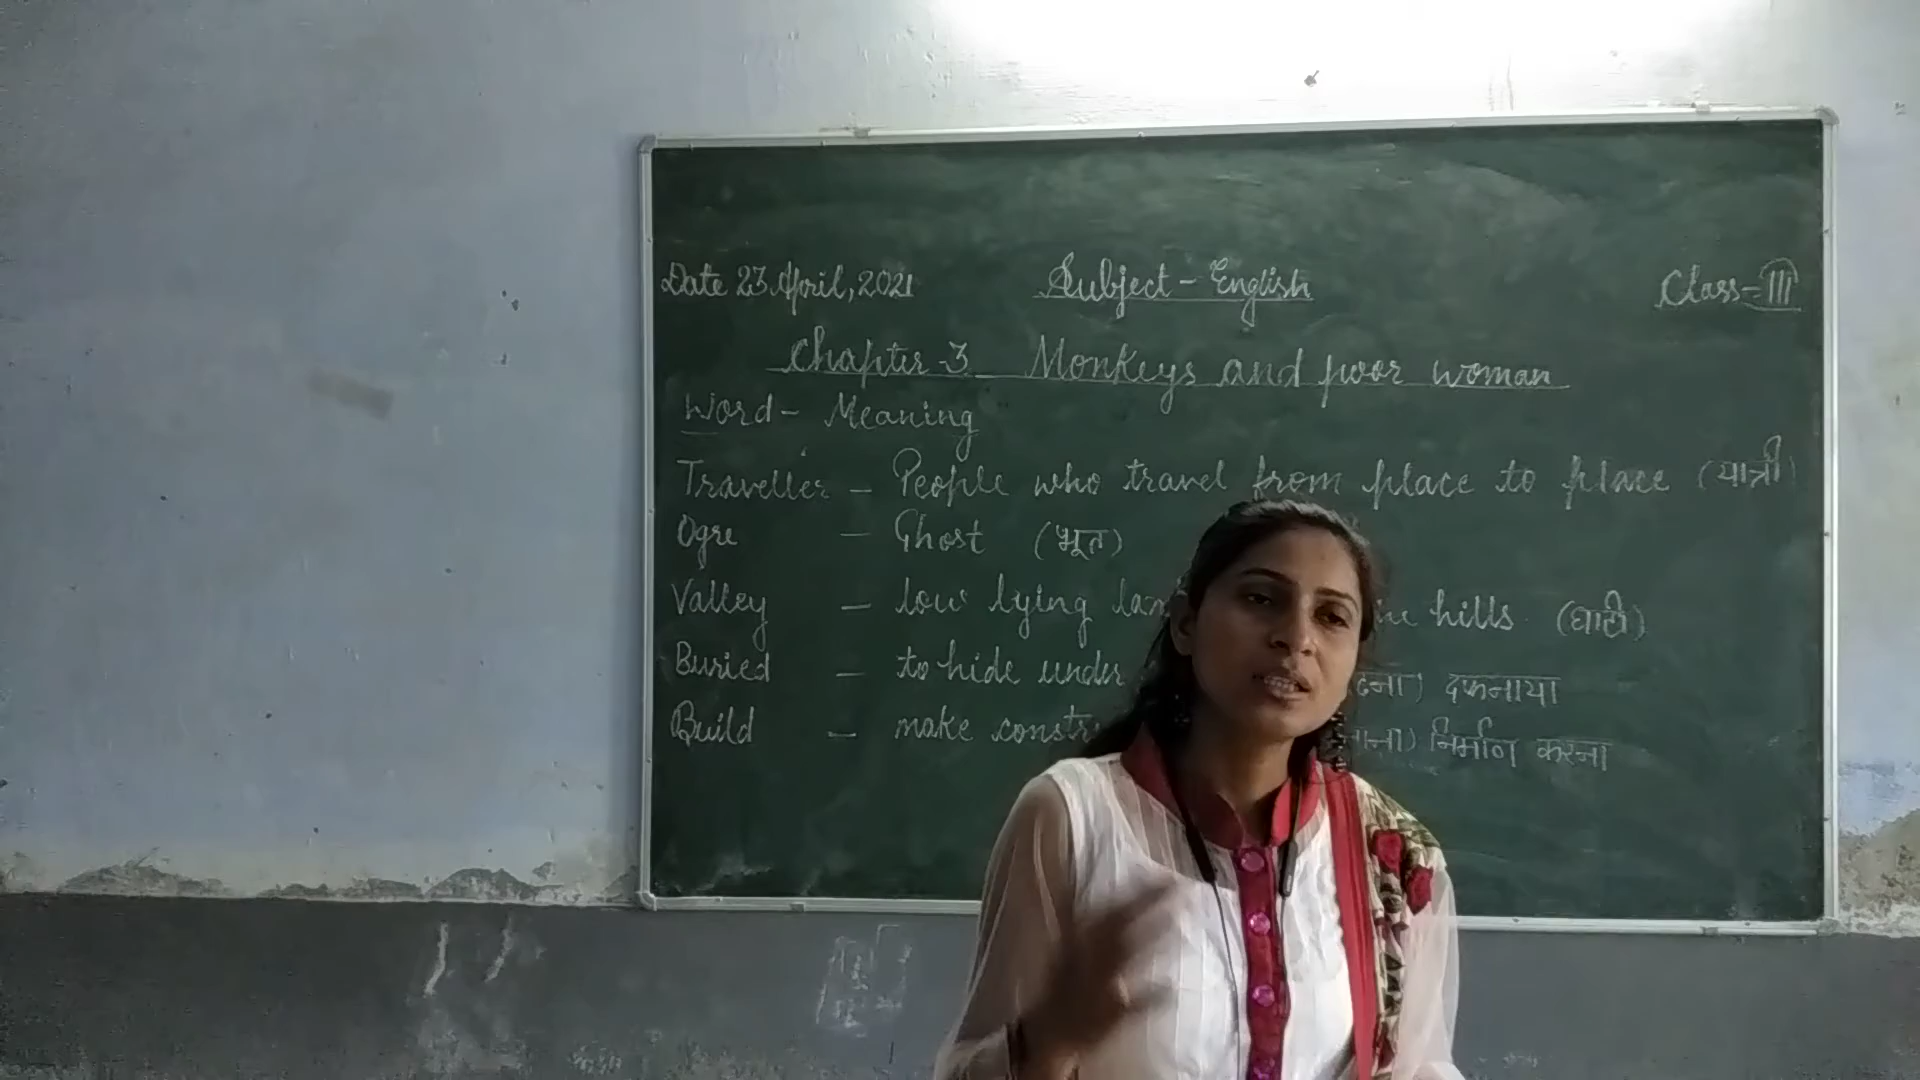 Date 23 April, 2021 Subject - English Class - III
Chapter-3 Monkeys and poor woman
Word - Meaning
Traveller - People who travel from place to place (यात्री)
Ogre - Ghost (भूत)
Valley - low lying hills (घाटी)
Buried - to hide under दफनाया
Build - make निर्माण करना